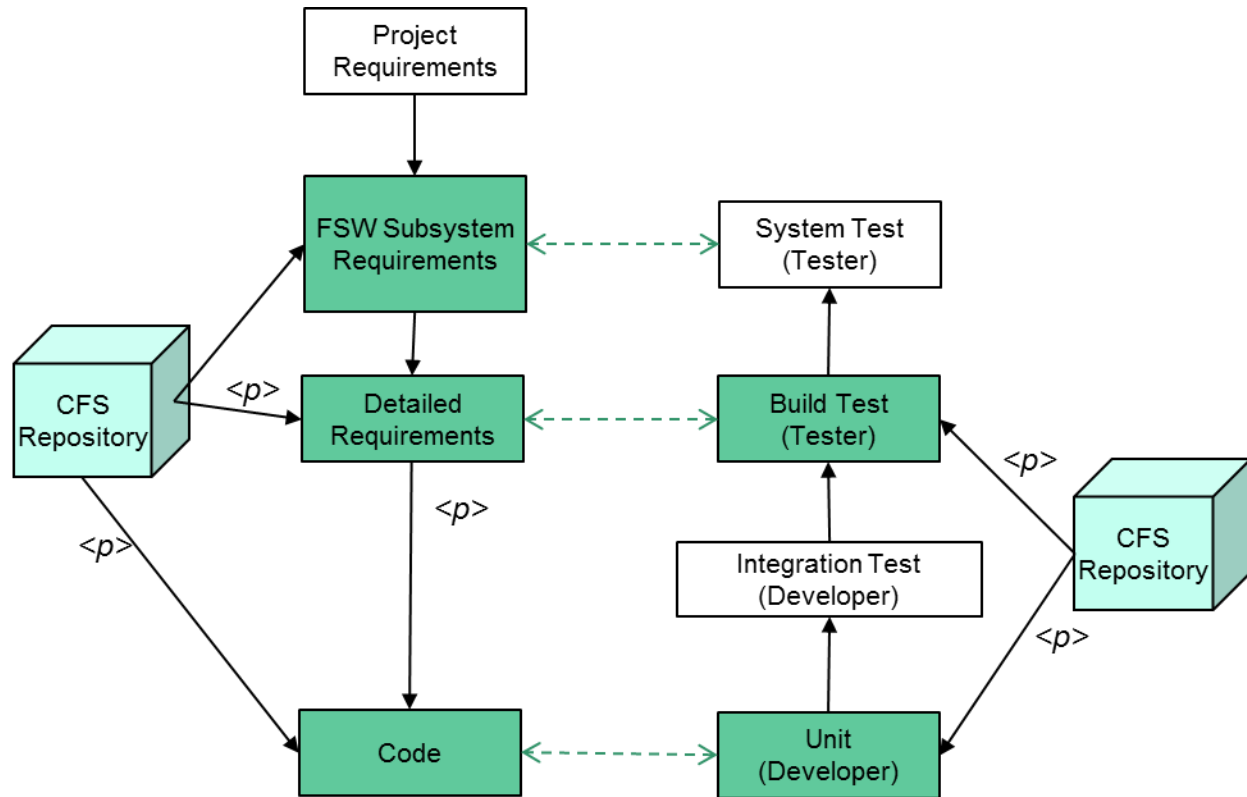 Project
Requirements
FSW Subsystem
Requirements
System Test
(Tester)
CFS
Repository
<p>
Detailed
Requirements
Build Test
(Tester)
<p>
<p>
<p>
Integration Test
(Developer)
CFS
Repository
<p>
Code
Unit
(Developer)